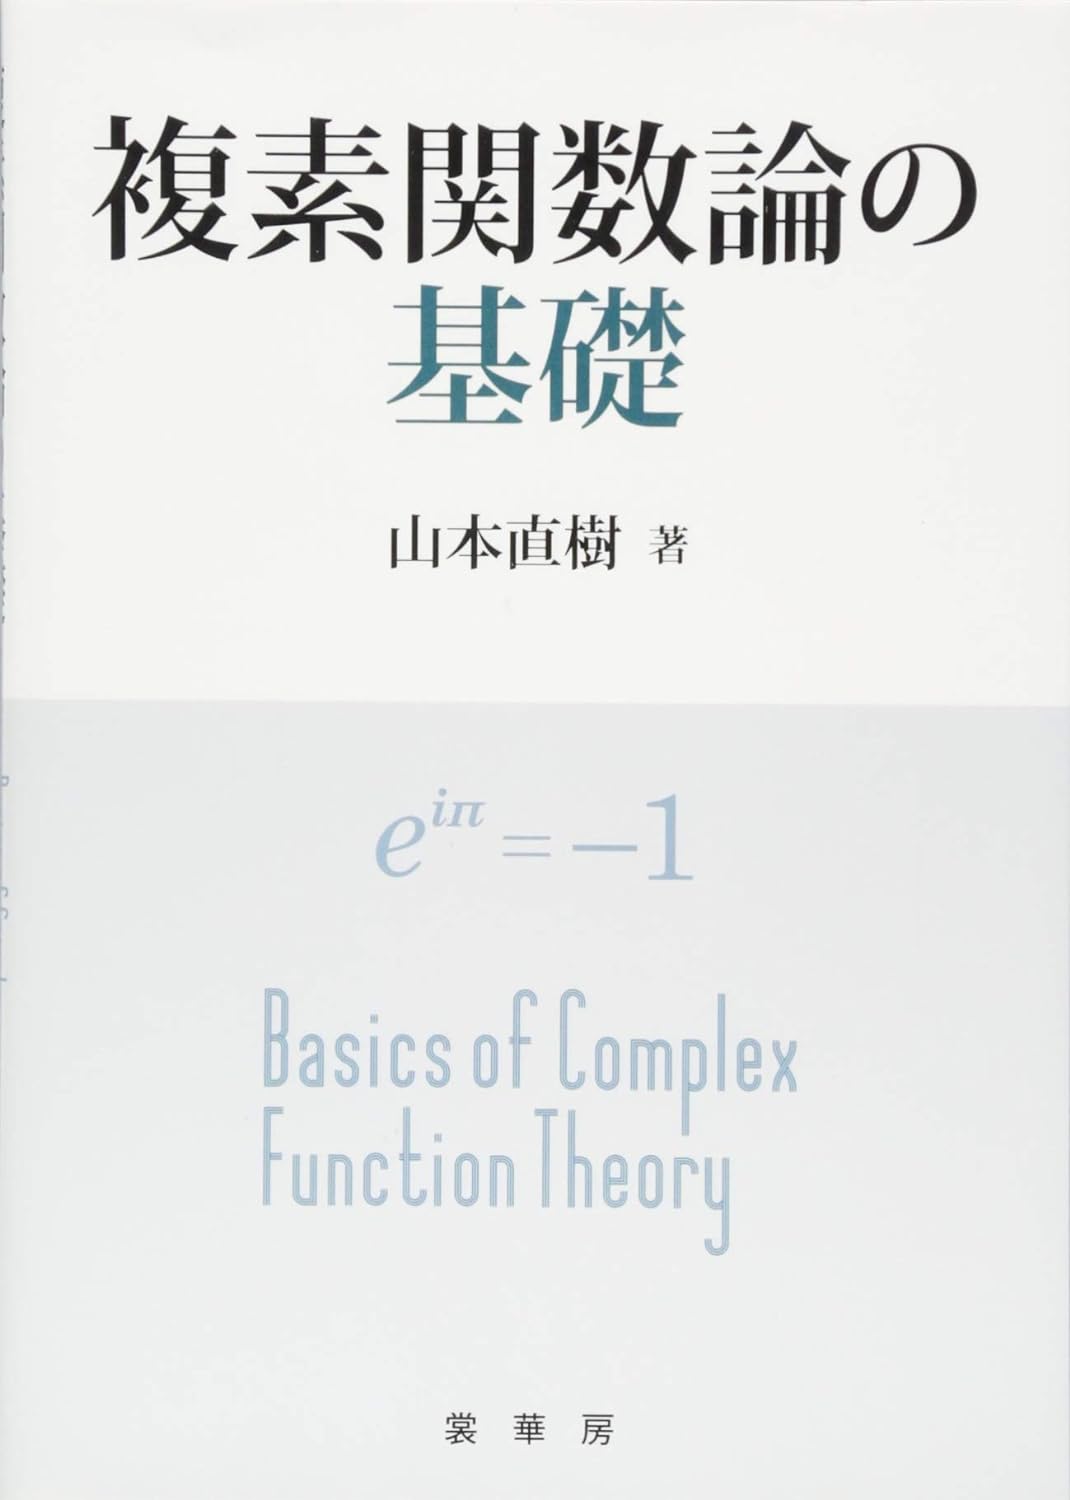 複素関数論の
基礎
山本直樹 著
e^{iπ} = −1
Basics of Complex
Function Theory
裳華房